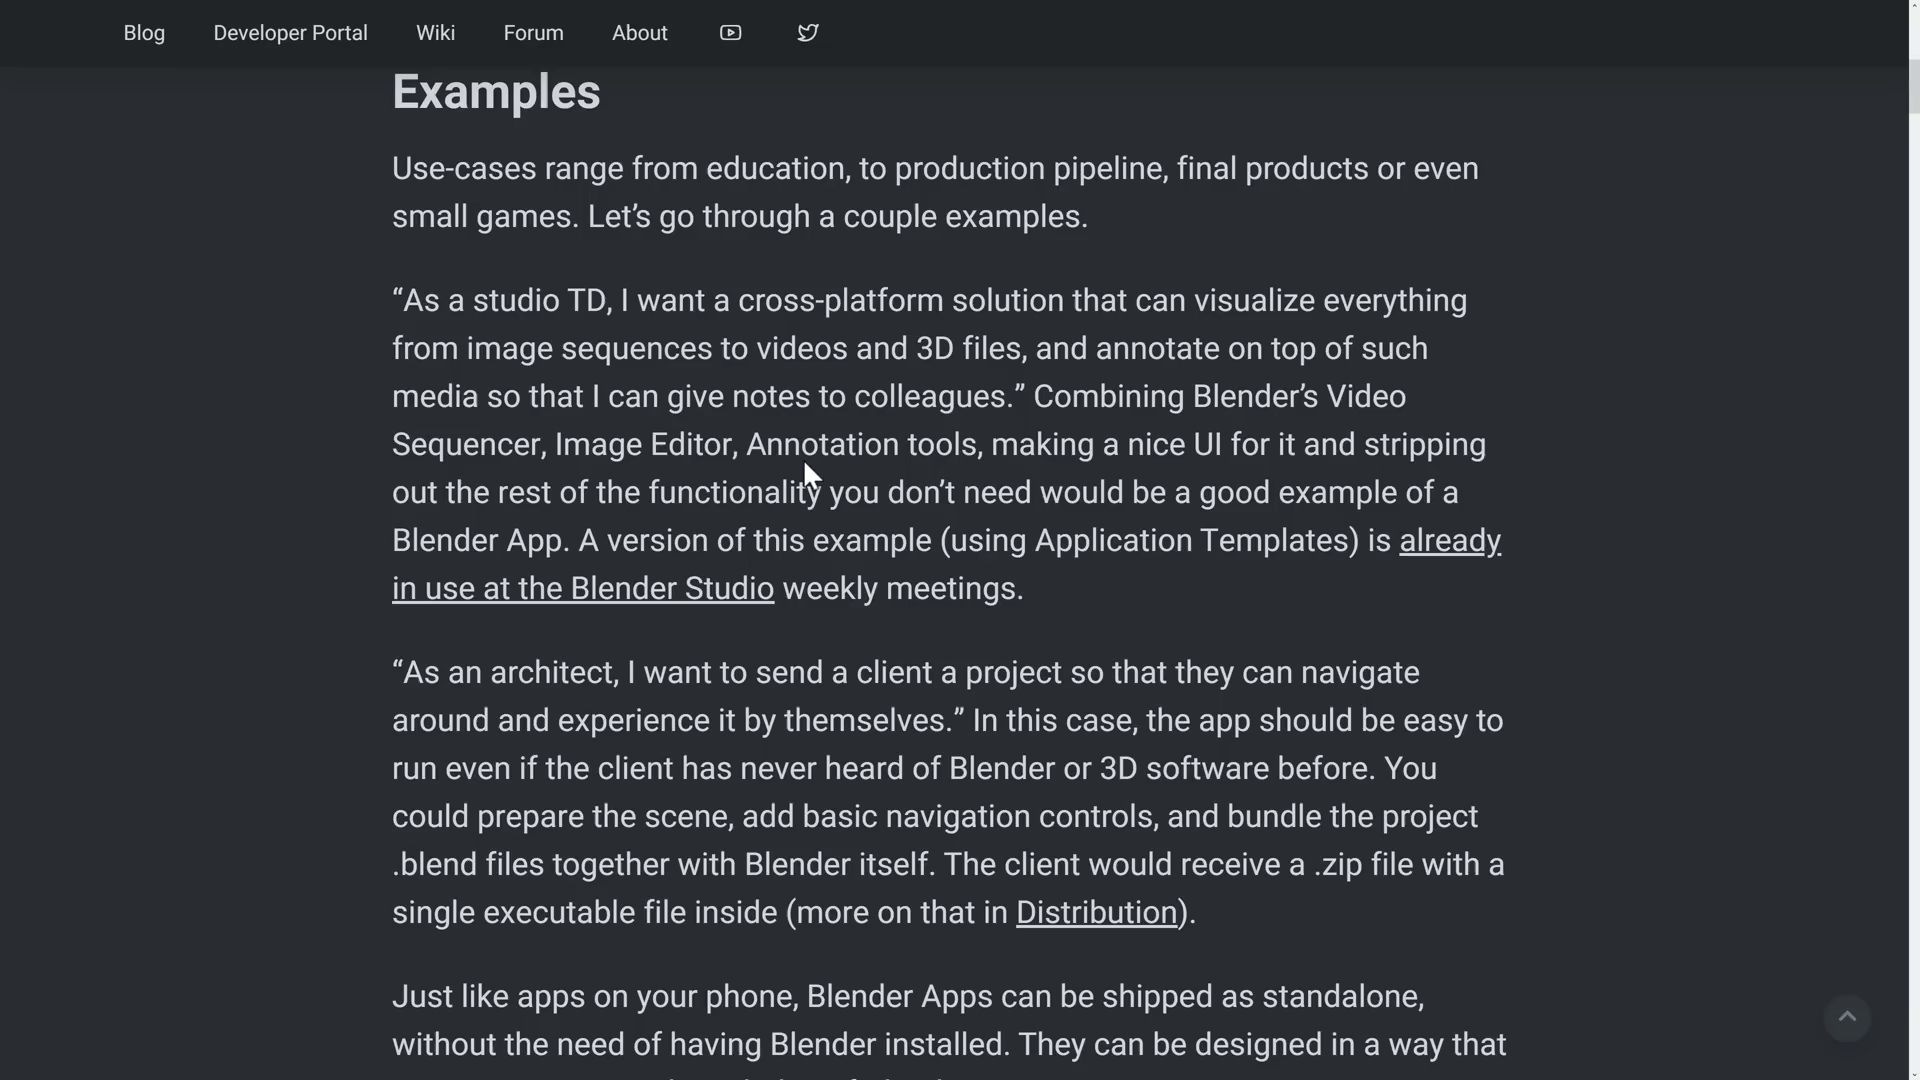 Blog Developer Portal Wiki Forum About
Examples
Use-cases range from education, to production pipeline, final products or even
small games. Let’s go through a couple examples.
“As a studio TD, I want a cross-platform solution that can visualize everything
from image sequences to videos and 3D files, and annotate on top of such
media so that I can give notes to colleagues.” Combining Blender’s Video
Sequencer, Image Editor, Annotation tools, making a nice UI for it and stripping
out the rest of the functionality you don’t need would be a good example of a
Blender App. A version of this example (using Application Templates) is already
in use at the Blender Studio weekly meetings.
“As an architect, I want to send a client a project so that they can navigate
around and experience it by themselves.” In this case, the app should be easy to
run even if the client has never heard of Blender or 3D software before. You
could prepare the scene, add basic navigation controls, and bundle the project
.blend files together with Blender itself. The client would receive a .zip file with a
single executable file inside (more on that in Distribution).
Just like apps on your phone, Blender Apps can be shipped as standalone,
without the need of having Blender installed. They can be designed in a way that